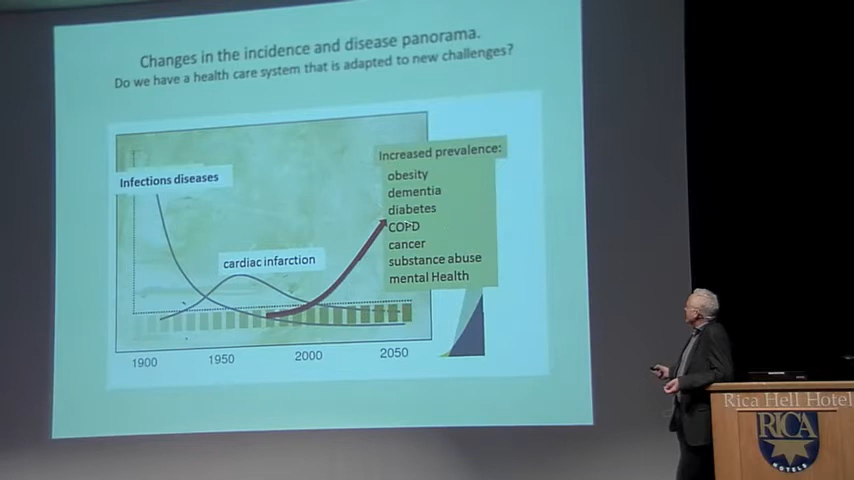 Changes in the incidence and disease panorama.
Do we have a health care system that is adapted to new challenges?
Increased prevalence:
Infections diseases
obesity
dementia
diabetes
COPD
cancer
cardiac infarction
substance abuse
mental Health
1900
1950
2000
2050
Rica Hell Hotel
RICA
HOTELS